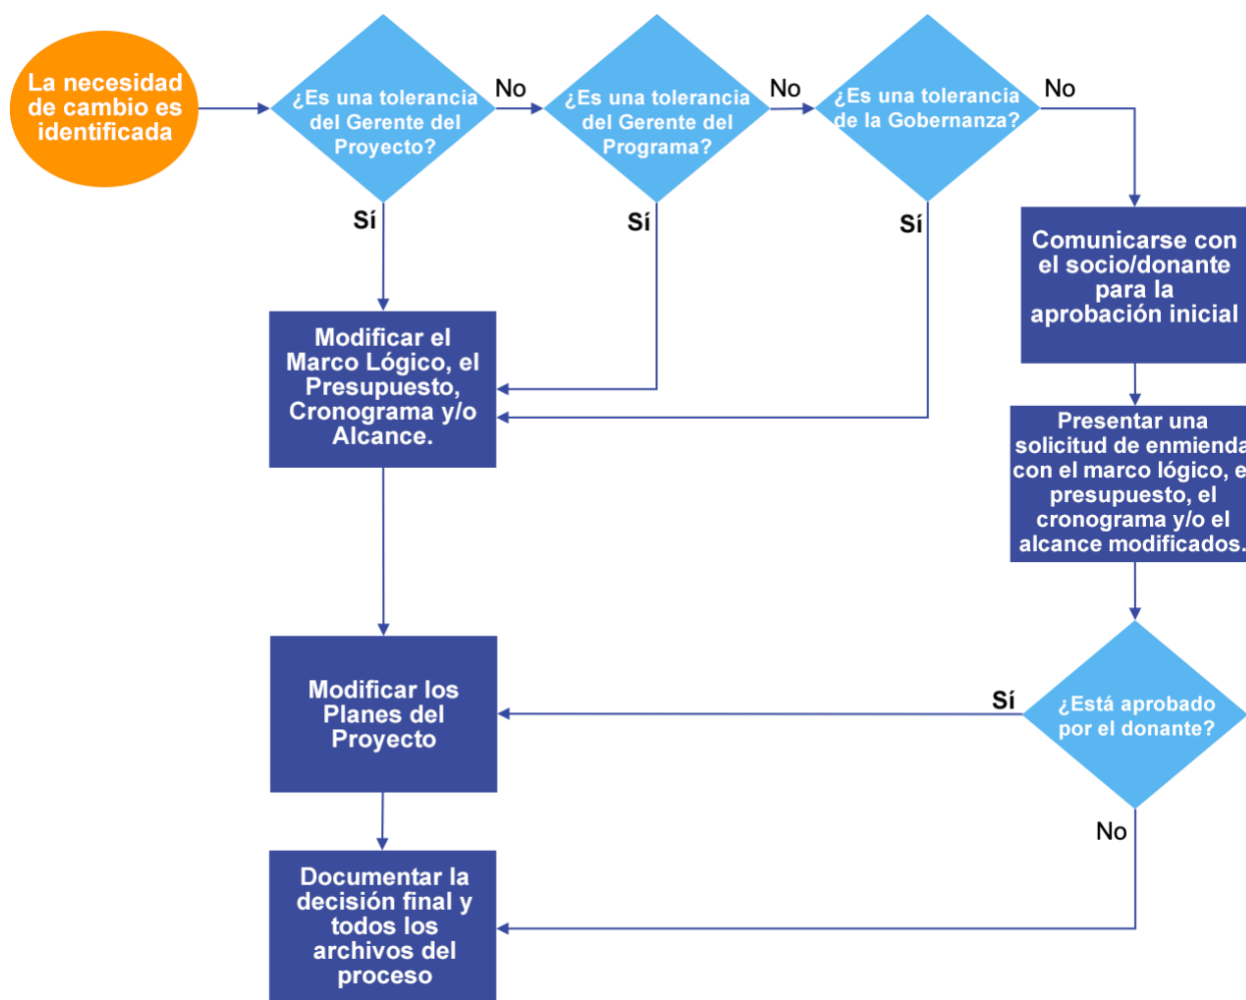 La necesidad
de cambio es
identificada
¿Es una tolerancia
del Gerente del
Proyecto?
No
¿Es una tolerancia
del Gerente del
Programa?
No
¿Es una tolerancia
de la Gobernanza?
No
Sí
Sí
Sí
Comunicarse con
el socio/donante
para la
aprobación inicial
Modificar el
Marco Lógico, el
Presupuesto,
Cronograma y/o
Alcance.
Presentar una
solicitud de enmienda
con el marco lógico, e
presupuesto, el
cronograma y/o el
alcance modificados.
Modificar los
Planes del
Proyecto
Sí
¿Está aprobado
por el donante?
No
Documentar la
decisión final y
todos los
archivos del
proceso